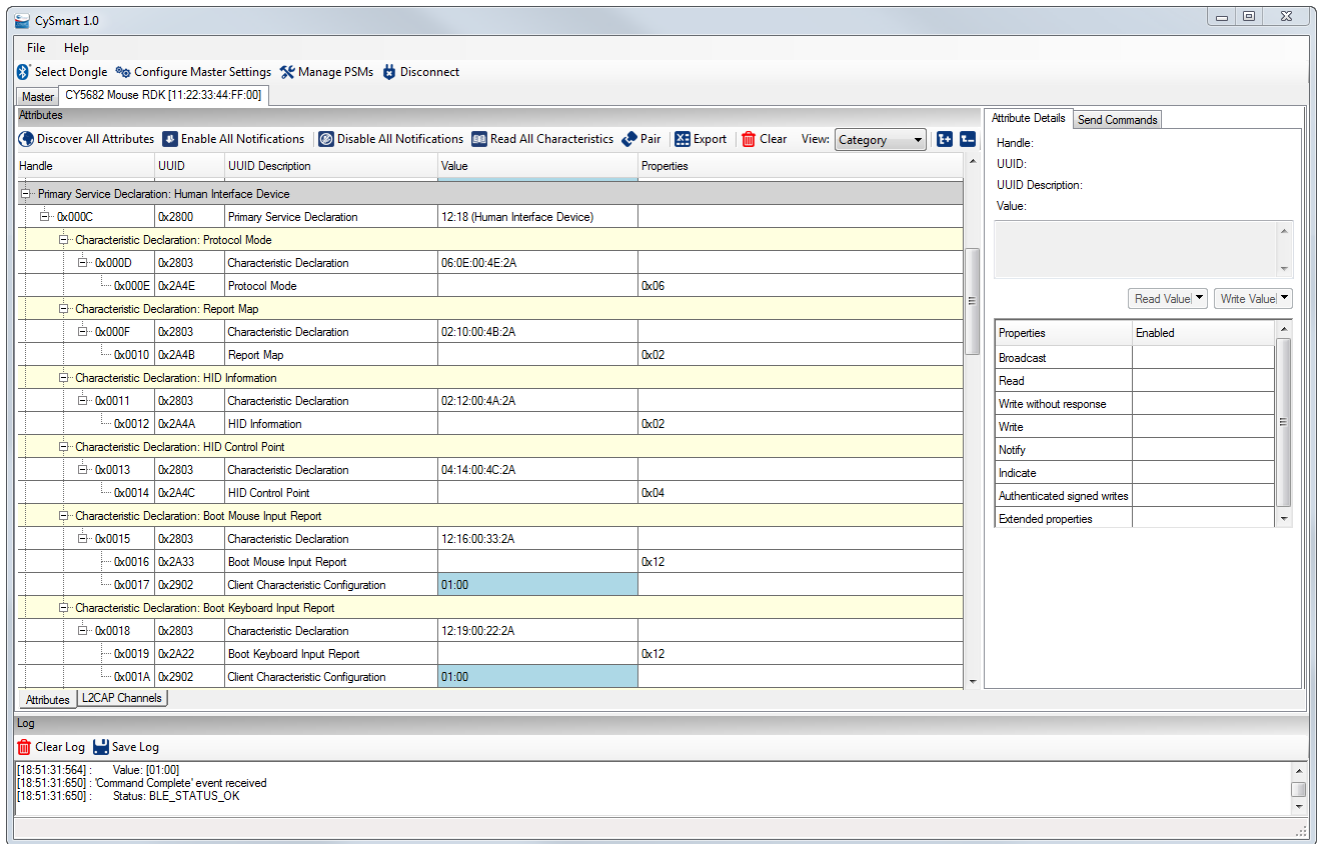 CySmart 1.0
File Help
Select Dongle Configure Master Settings Manage PSMs Disconnect
Master CY5682 Mouse RDK [11:22:33:44:FF:00]
Attributes
Discover All Attributes Enable All Notifications Disable All Notifications Read All Characteristics Pair Export Clear View: Category
Handle UUID UUID Description Value Properties
Primary Service Declaration: Human Interface Device
0x000C 0x2800 Primary Service Declaration 12:18 (Human Interface Device)
Characteristic Declaration: Protocol Mode
0x000D 0x2803 Characteristic Declaration 06:0E:00:4E:2A
0x000E 0x2A4E Protocol Mode 0x06
Characteristic Declaration: Report Map
0x000F 0x2803 Characteristic Declaration 02:10:00:4B:2A
0x0010 0x2A4B Report Map 0x02
Characteristic Declaration: HID Information
0x0011 0x2803 Characteristic Declaration 02:12:00:4A:2A
0x0012 0x2A4A HID Information 0x02
Characteristic Declaration: HID Control Point
0x0013 0x2803 Characteristic Declaration 04:14:00:4C:2A
0x0014 0x2A4C HID Control Point 0x04
Characteristic Declaration: Boot Mouse Input Report
0x0015 0x2803 Characteristic Declaration 12:16:00:33:2A
0x0016 0x2A33 Boot Mouse Input Report 0x12
0x0017 0x2902 Client Characteristic Configuration 01:00
Characteristic Declaration: Boot Keyboard Input Report
0x0018 0x2803 Characteristic Declaration 12:19:00:22:2A
0x0019 0x2A22 Boot Keyboard Input Report 0x12
0x001A 0x2902 Client Characteristic Configuration 01:00
Attributes L2CAP Channels
Attribute Details Send Commands
Handle:
UUID:
UUID Description:
Value:
Read Value Write Value
Properties Enabled
Broadcast
Read
Write without response
Write
Notify
Indicate
Authenticated signed writes
Extended properties
Log
Clear Log Save Log
[18:51:31:564] : Value: [01:00]
[18:51:31:650] : 'Command Complete' event received
[18:51:31:650] : Status: BLE_STATUS_OK